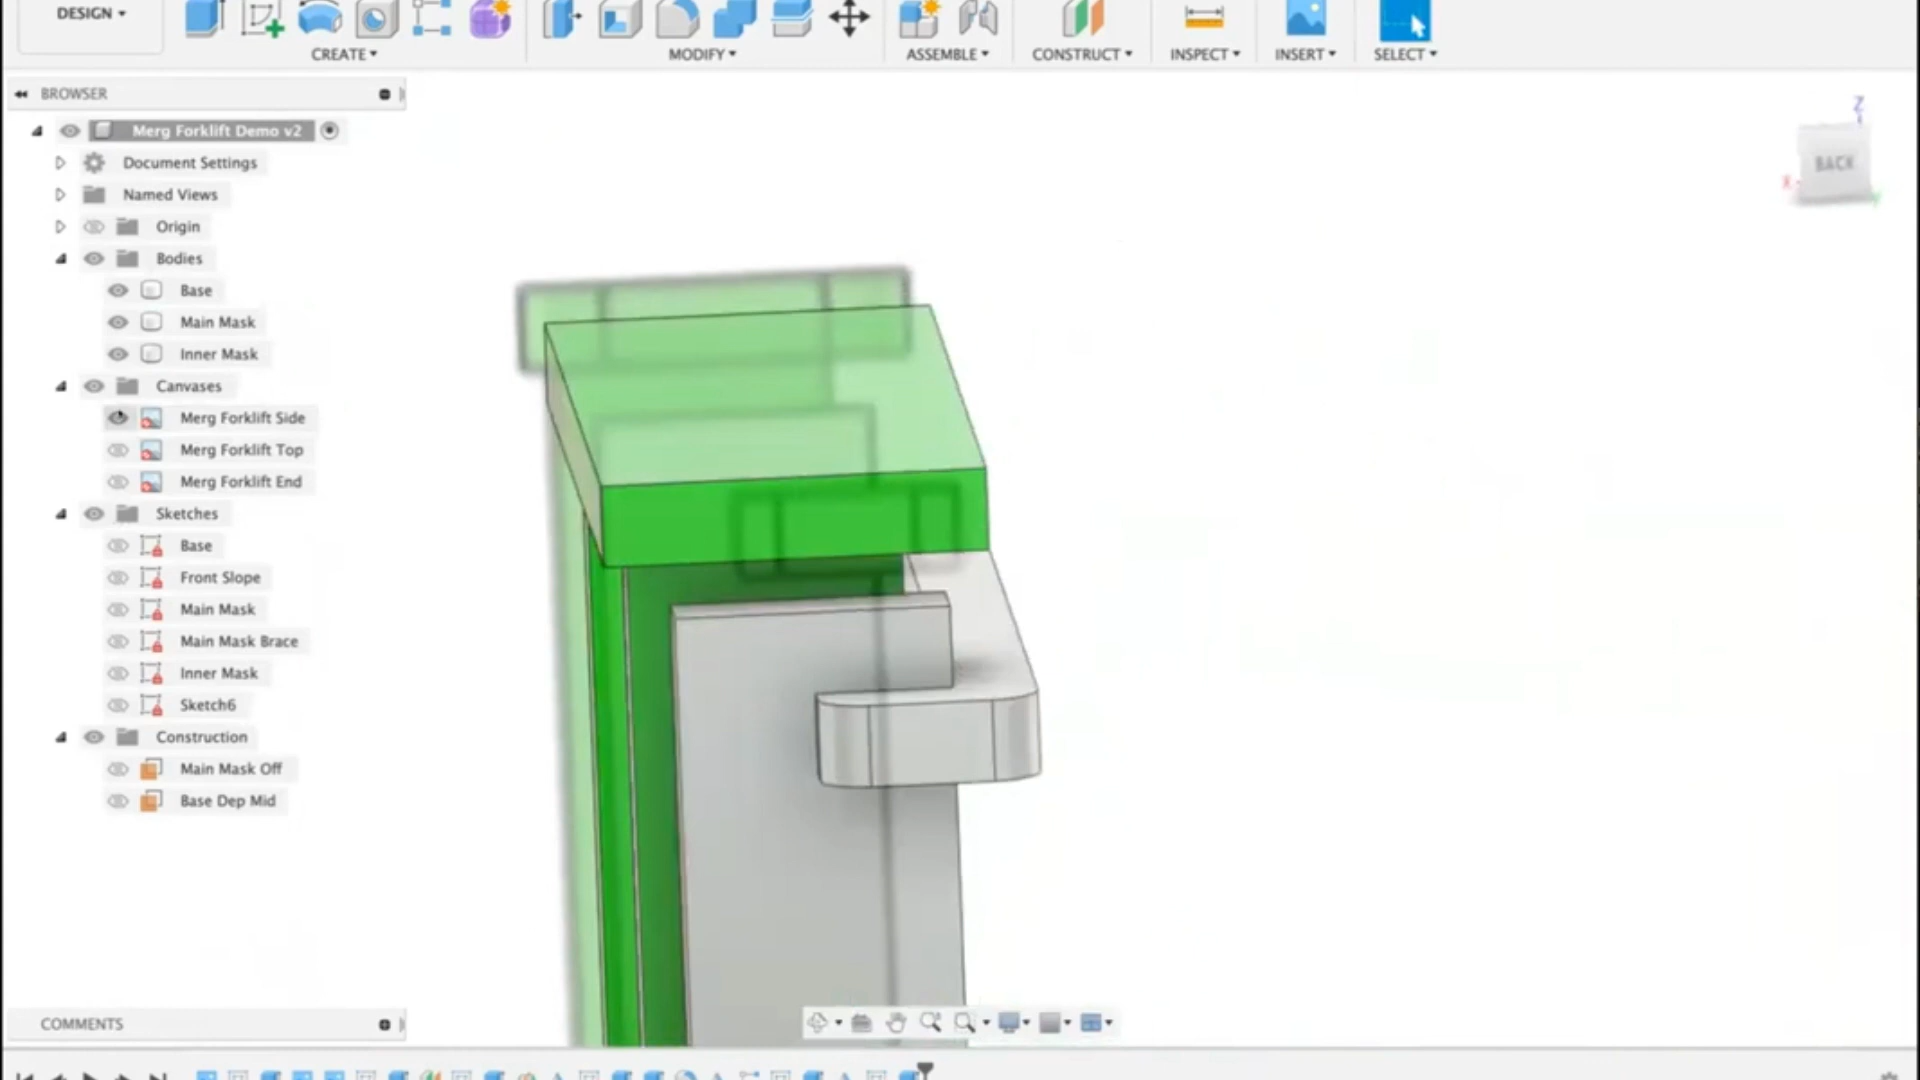 DESIGN
CREATE
MODIFY
ASSEMBLE
CONSTRUCT
INSPECT
INSERT
SELECT
BROWSER
Merg Forklift Demo v2
Document Settings
Named Views
Origin
Bodies
Base
Main Mask
Inner Mask
Canvases
Merg Forklift Side
Merg Forklift Top
Merg Forklift End
Sketches
Base
Front Slope
Main Mask
Main Mask Brace
Inner Mask
Sketch6
Construction
Main Mask Off
Base Dep Mid
COMMENTS
Z
BACK
X
Y